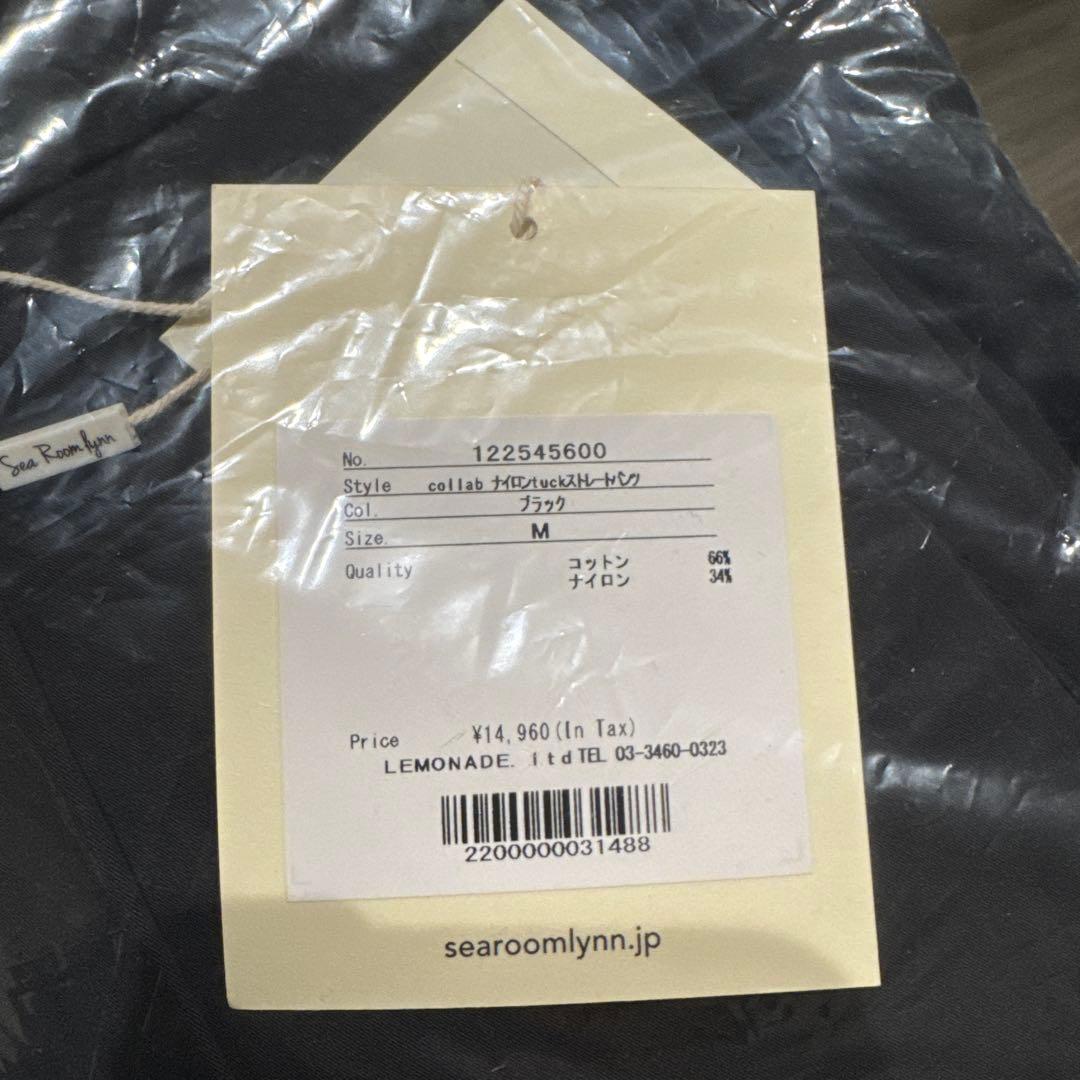 Sea Room lynn
No. 122545600
Style collab ナイロンtuckストレートパンツ
Col. ブラック
Size. M
Quality コットン 66%
ナイロン 34%
Price ¥14,960(In Tax)
LEMONADE. ltd TEL 03-3460-0323
2200000031488
searoomlynn.jp